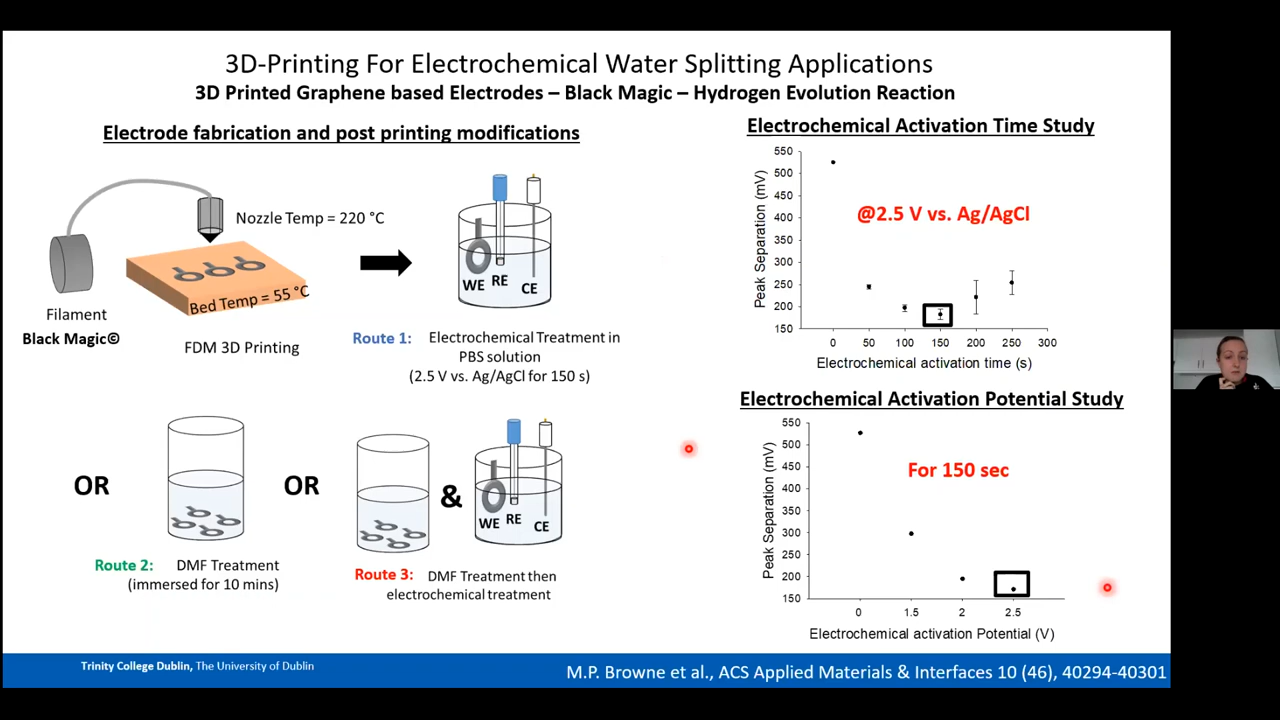 3D-Printing For Electrochemical Water Splitting Applications
3D Printed Graphene based Electrodes – Black Magic – Hydrogen Evolution Reaction
Electrode fabrication and post printing modifications
Nozzle Temp = 220 °C
Bed Temp = 55 °C
Filament
Black Magic©
FDM 3D Printing
WE RE CE
Route 1: Electrochemical Treatment in
PBS solution
(2.5 V vs. Ag/AgCl for 150 s)
OR
Route 2: DMF Treatment
(immersed for 10 mins)
OR
&
WE RE CE
Route 3: DMF Treatment then
electrochemical treatment
Electrochemical Activation Time Study
Peak Separation (mV)
550
500
450
400
350
300
250
200
150
@2.5 V vs. Ag/AgCl
0 50 100 150 200 250 300
Electrochemical activation time (s)
Electrochemical Activation Potential Study
Peak Separation (mV)
550
500
450
400
350
300
250
200
150
For 150 sec
0 1.5 2 2.5
Electrochemical activation Potential (V)
Trinity College Dublin, The University of Dublin
M.P. Browne et al., ACS Applied Materials & Interfaces 10 (46), 40294-40301